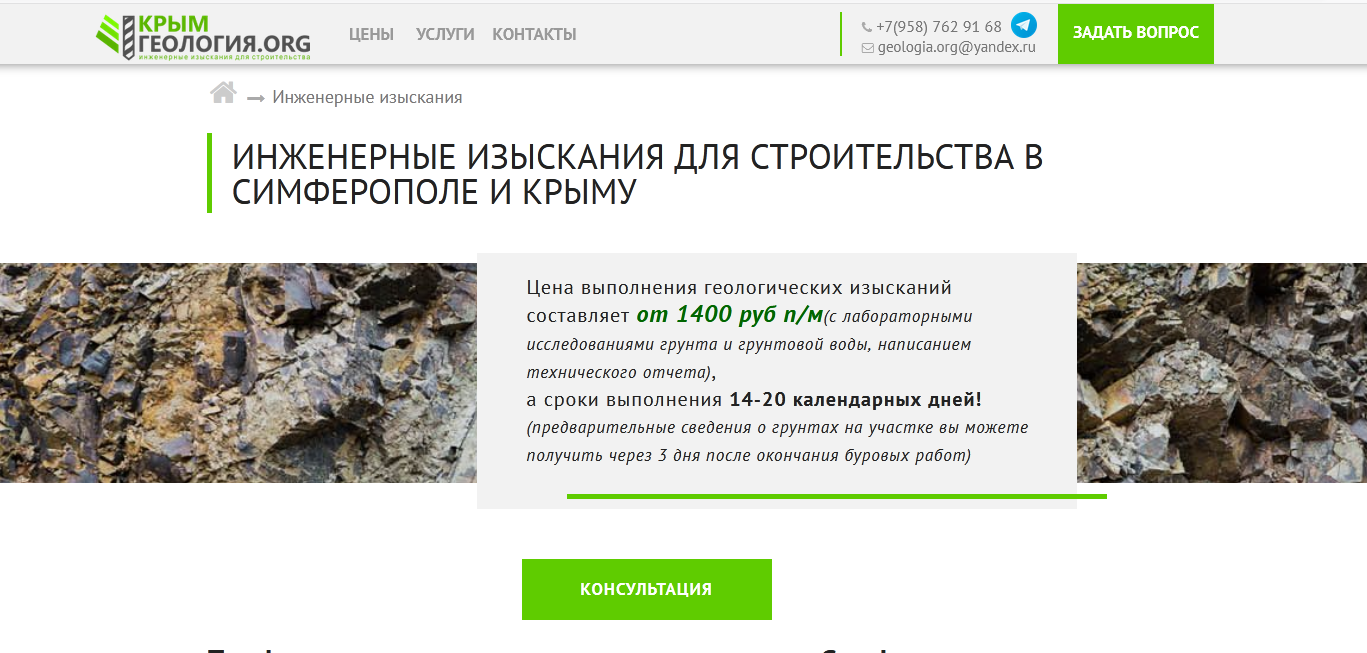 КРЫМ
ГЕОЛОГИЯ.ORG
инженерные изыскания для строительства
ЦЕНЫ УСЛУГИ КОНТАКТЫ
+7(958) 762 91 68
geologia.org@yandex.ru
ЗАДАТЬ ВОПРОС
Инженерные изыскания
ИНЖЕНЕРНЫЕ ИЗЫСКАНИЯ ДЛЯ СТРОИТЕЛЬСТВА В
СИМФЕРОПОЛЕ И КРЫМУ
Цена выполнения геологических изысканий
составляет от 1400 руб п/м(с лабораторными
исследованиями грунта и грунтовой воды, написанием
технического отчета),
а сроки выполнения 14-20 календарных дней!
(предварительные сведения о грунтах на участке вы можете
получить через 3 дня после окончания буровых работ)
КОНСУЛЬТАЦИЯ